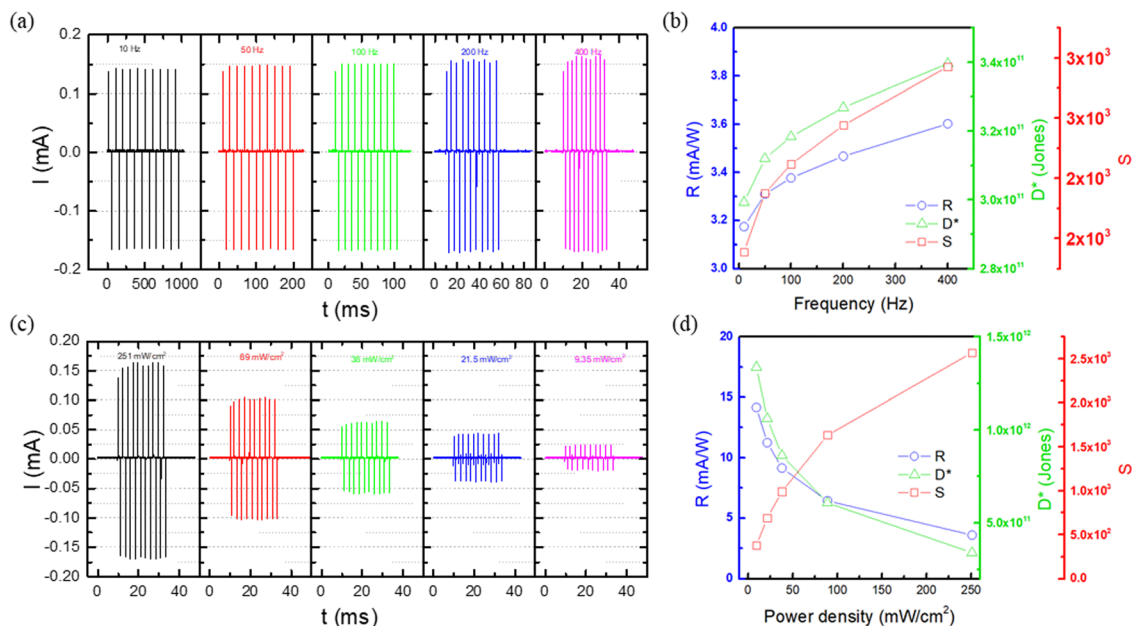 (a)
10 Hz
50 Hz
100 Hz
200 Hz
400 Hz
0.2
0.1
0.0
-0.1
-0.2
I (mA)
0 500 1000 0 100 200 0 50 100 0 20 40 60 80 0 20 40
t (ms)
(b)
4.0
3.8
3.6
3.4
3.2
3.0
R (mA/W)
3.4x10¹¹
3.2x10¹¹
3.0x10¹¹
2.8x10¹¹
D* (Jones)
3x10³
3x10³
2x10³
2x10³
S
R
D*
S
0 100 200 300 400
Frequency (Hz)
(c)
251 mW/cm²
69 mW/cm²
36 mW/cm²
21.5 mW/cm²
9.35 mW/cm²
0.20
0.15
0.10
0.05
0.00
-0.05
-0.10
-0.15
-0.20
I (mA)
0 20 40 0 20 40 0 20 40 0 20 40 0 20 40
t (ms)
(d)
20
15
10
5
0
R (mA/W)
1.5x10¹²
1.0x10¹²
5.0x10¹¹
D* (Jones)
2.5x10³
2.0x10³
1.5x10³
1.0x10³
5.0x10²
0.0
S
R
D*
S
0 50 100 150 200 250
Power density (mW/cm²)